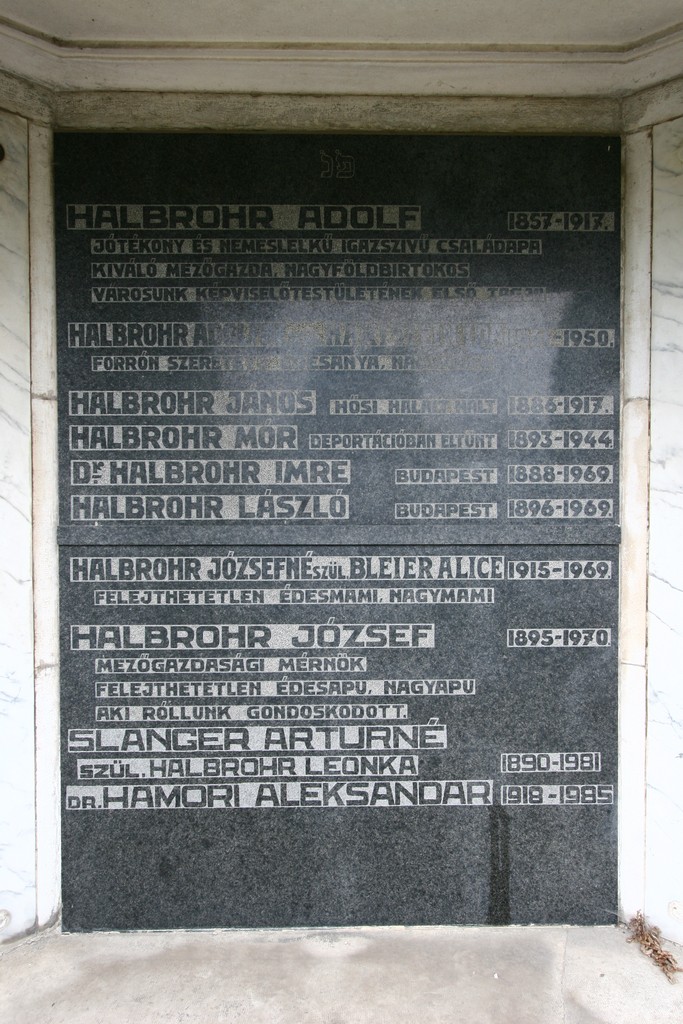 פנ
HALBROHR ADOLF 1857-1917.
JÓTÉKONY ÉS NEMESLELKŰ IGAZSZIVŰ CSALÁDAPA
KIVÁLÓ MEZŐGAZDA, NAGYFÖLDBIRTOKOS
VÁROSUNK KÉPVISELŐTESTÜLETÉNEK ELSŐ TAGJA
HALBROHR -1950.
FORRÓN
HALBROHR JÁNOS HŐSI HALÁLT HALT 1886-1917.
HALBROHR MÓR DEPORTÁCIÓBAN ELTÜNT 1893-1944
DR HALBROHR IMRE BUDAPEST 1888-1969.
HALBROHR LÁSZLÓ BUDAPEST 1896-1969
HALBROHR JÓZSEFNÉ SZÜL. BLEIER ALICE 1915-1969.
FELEJTHETETLEN ÉDESMAMI, NAGYMAMI
HALBROHR JÓZSEF 1895-1970
MEZŐGAZDASÁGI MÉRNÖK
FELEJTHETETLEN ÉDESAPU, NAGYAPU
AKI RÓLLUNK GONDOSKODOTT.
SLANGER ARTURNÉ
SZÜL. HALBROHR LEONKA 1890-1981
DR. HAMORI ALEKSANDAR 1918-1985